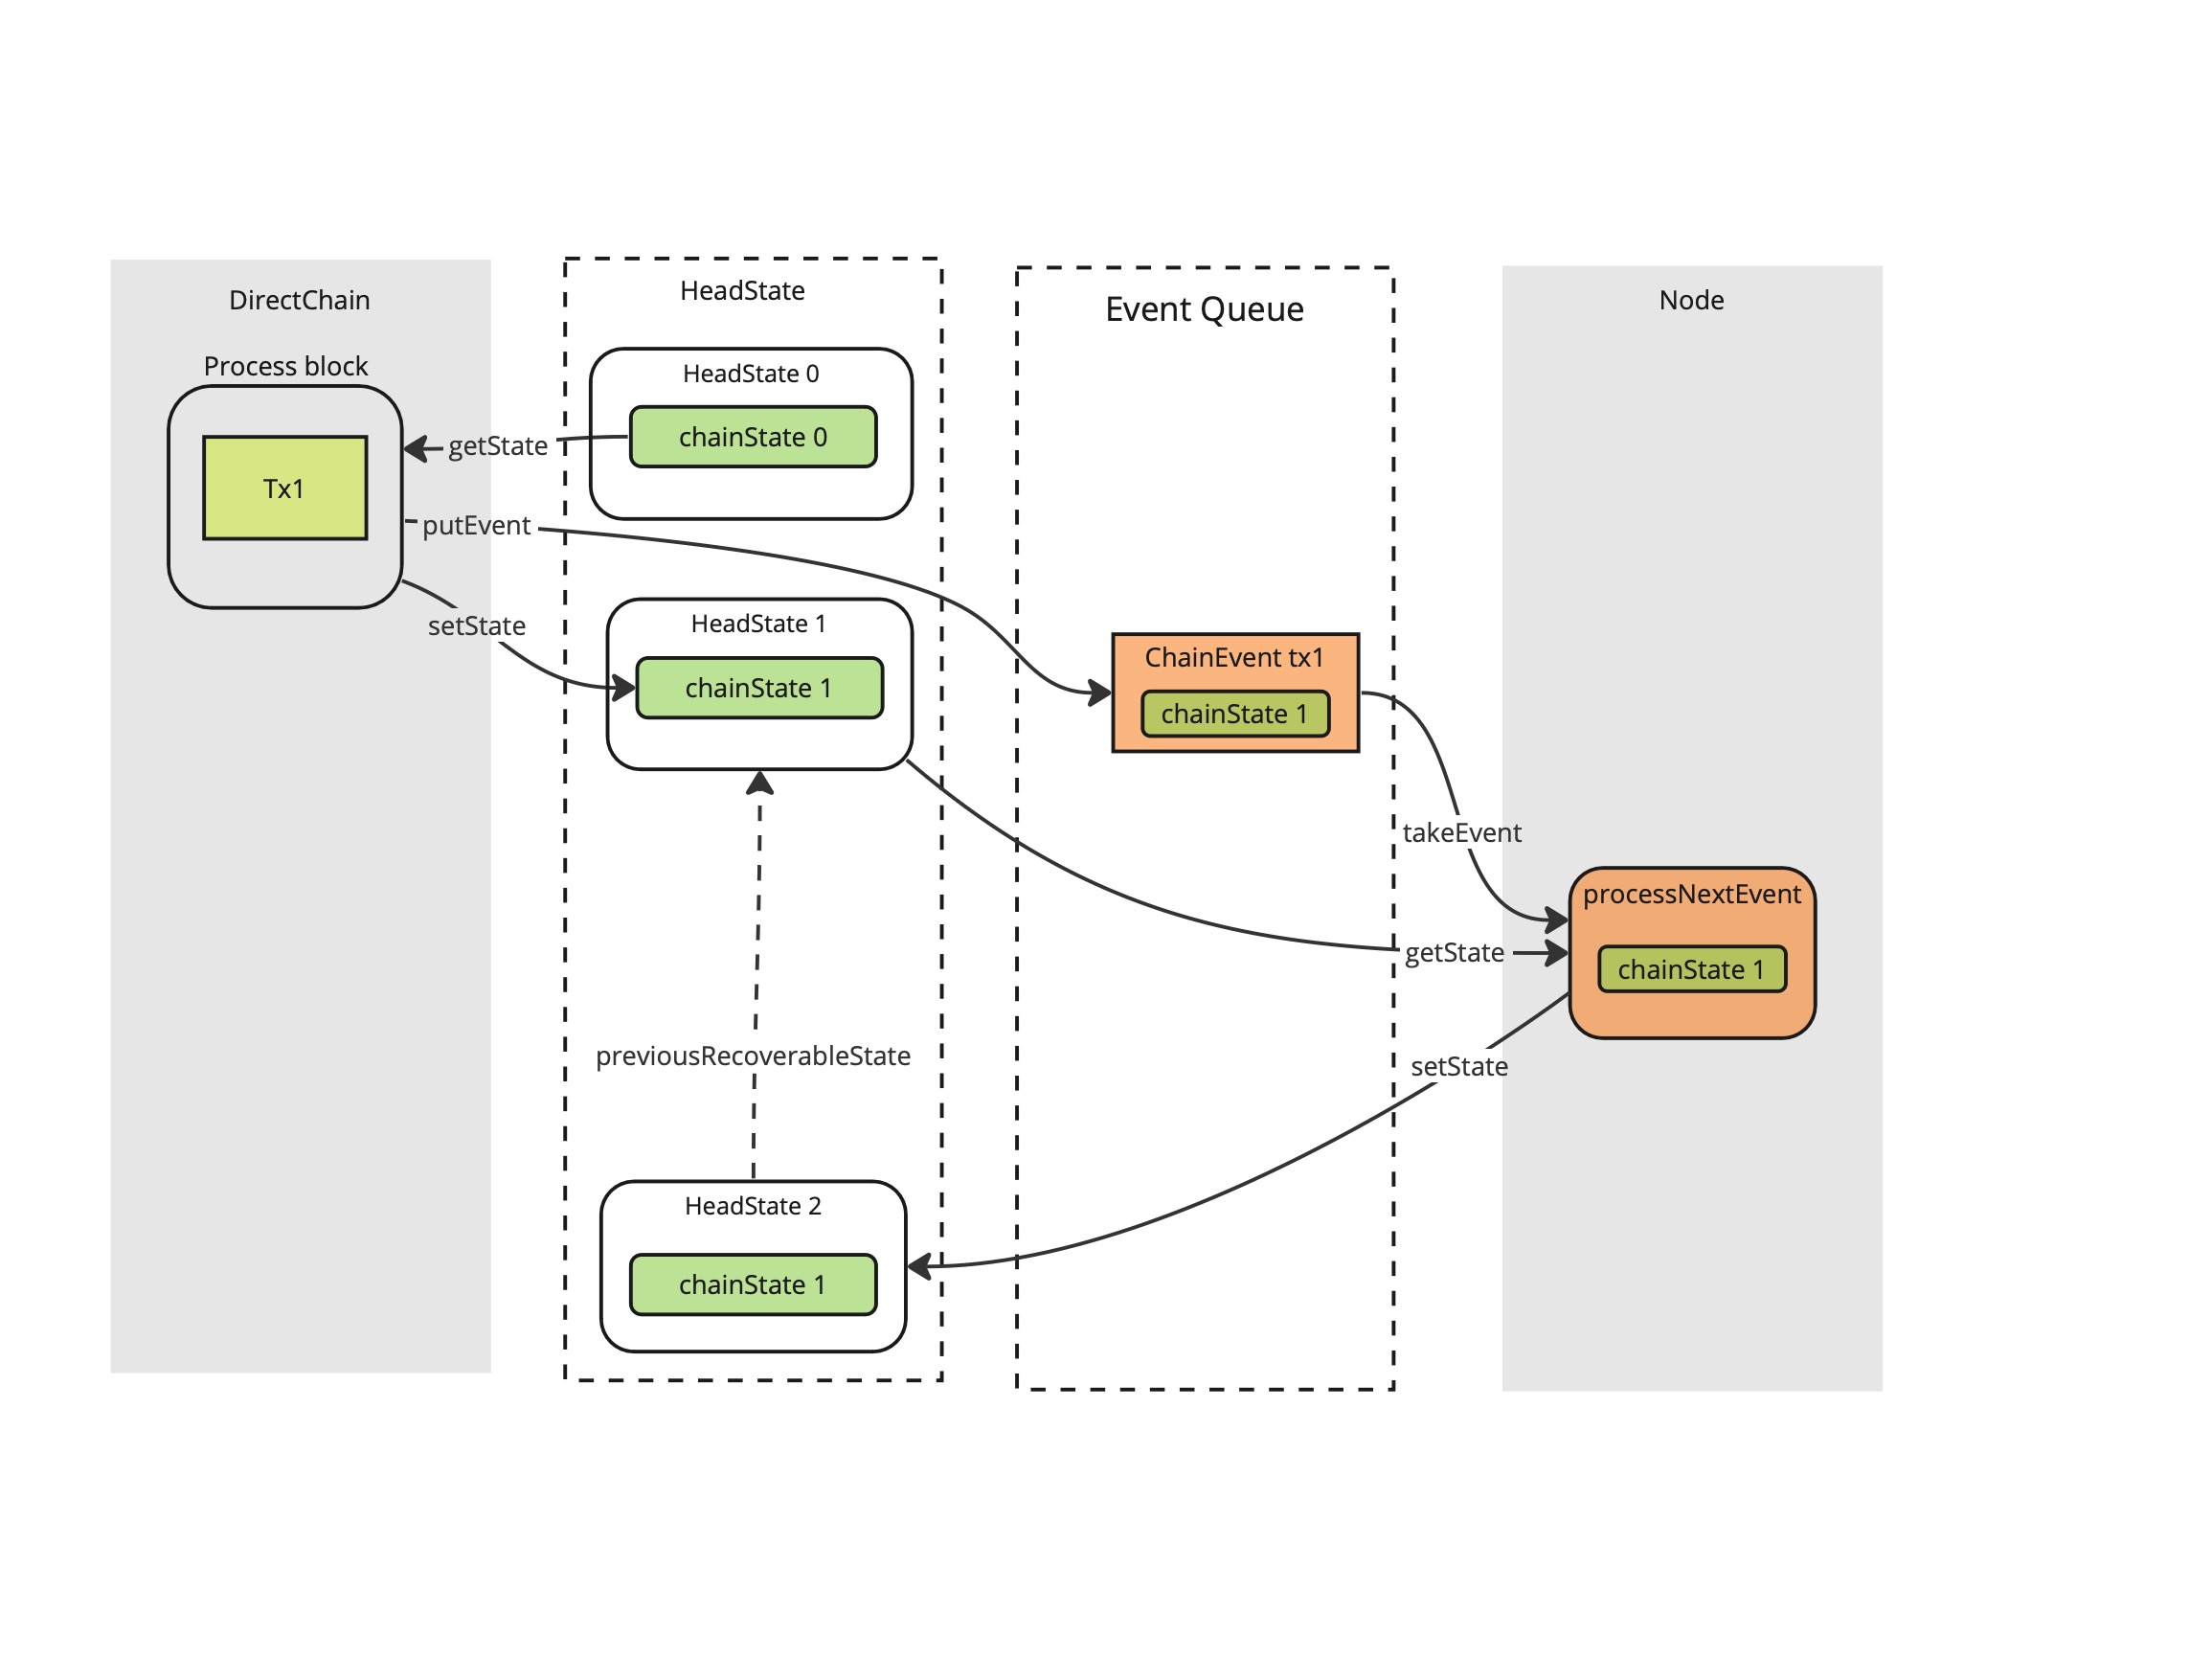 DirectChain
Process block
Tx1
getState
putEvent
setState
HeadState
HeadState 0
chainState 0
HeadState 1
chainState 1
previousRecoverableState
HeadState 2
chainState 1
Event Queue
ChainEvent tx1
chainState 1
takeEvent
getState
setState
Node
processNextEvent
chainState 1